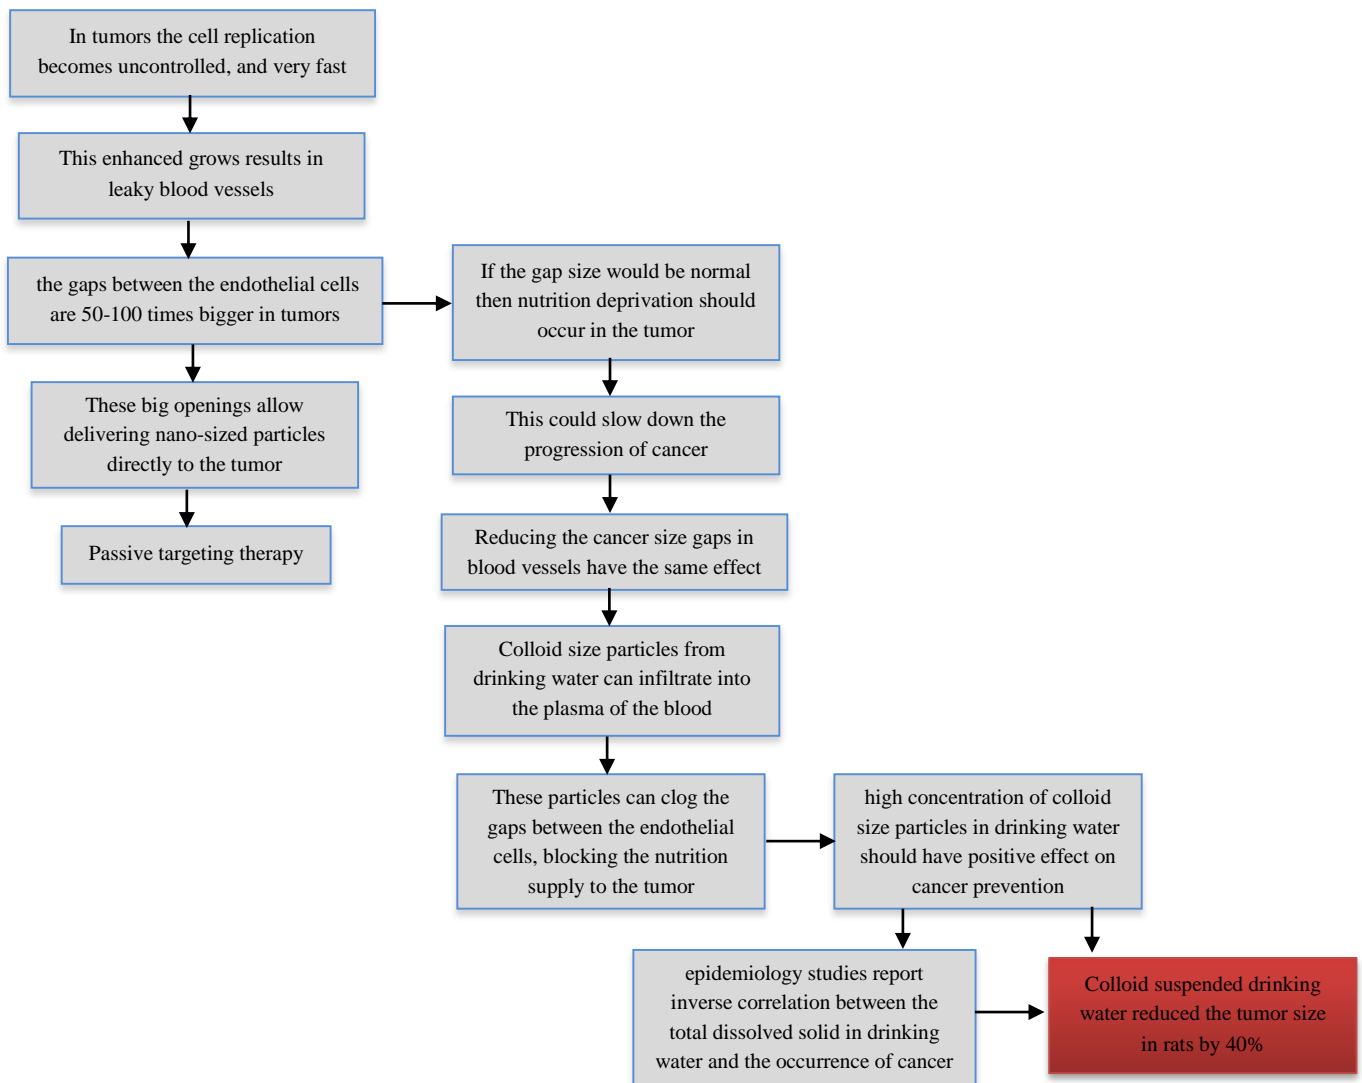 In tumors the cell replication
becomes uncontrolled, and very fast
This enhanced grows results in
leaky blood vessels
the gaps between the endothelial cells
are 50-100 times bigger in tumors
These big openings allow
delivering nano-sized particles
directly to the tumor
Passive targeting therapy
If the gap size would be normal
then nutrition deprivation should
occur in the tumor
This could slow down the
progression of cancer
Reducing the cancer size gaps in
blood vessels have the same effect
Colloid size particles from
drinking water can infiltrate into
the plasma of the blood
These particles can clog the
gaps between the endothelial
cells, blocking the nutrition
supply to the tumor
high concentration of colloid
size particles in drinking water
should have positive effect on
cancer prevention
epidemiology studies report
inverse correlation between the
total dissolved solid in drinking
water and the occurrence of cancer
Colloid suspended drinking
water reduced the tumor size
in rats by 40%